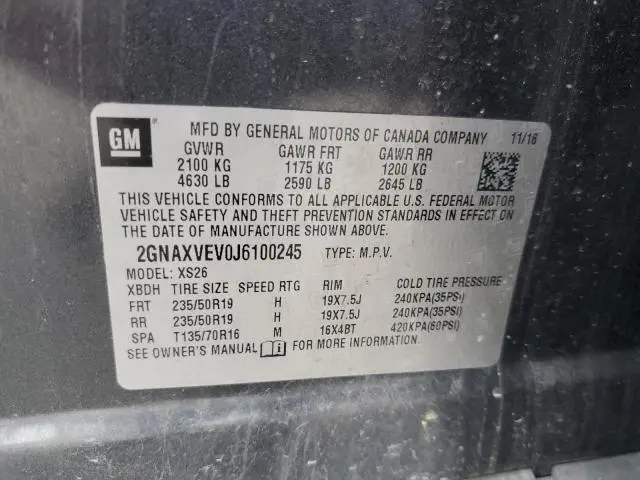 GM ®
MFD BY GENERAL MOTORS OF CANADA COMPANY 11/16
GVWR GAWR FRT GAWR RR
2100 KG 1175 KG 1200 KG
4630 LB 2590 LB 2645 LB
THIS VEHICLE CONFORMS TO ALL APPLICABLE U.S. FEDERAL MOTOR
VEHICLE SAFETY AND THEFT PREVENTION STANDARDS IN EFFECT ON
THE DATE OF MANUFACTURE SHOWN ABOVE.
2GNAXVEV0J6100245 TYPE: M.P.V.
MODEL: XS26
XBDH TIRE SIZE SPEED RTG RIM COLD TIRE PRESSURE
FRT 235/50R19 H 19X7.5J 240KPA(35PSI)
RR 235/50R19 H 19X7.5J 240KPA(35PSI)
SPA T135/70R16 M 16X4BT 420KPA(60PSI)
SEE OWNER'S MANUAL i FOR MORE INFORMATION.